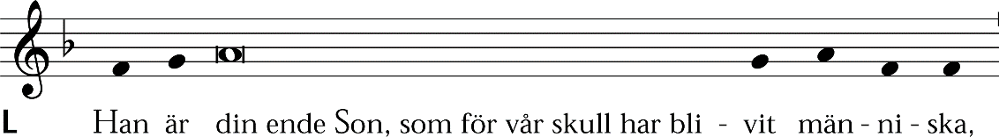 L Han är din ende Son, som för vår skull har bli - vit män - ni - ska,